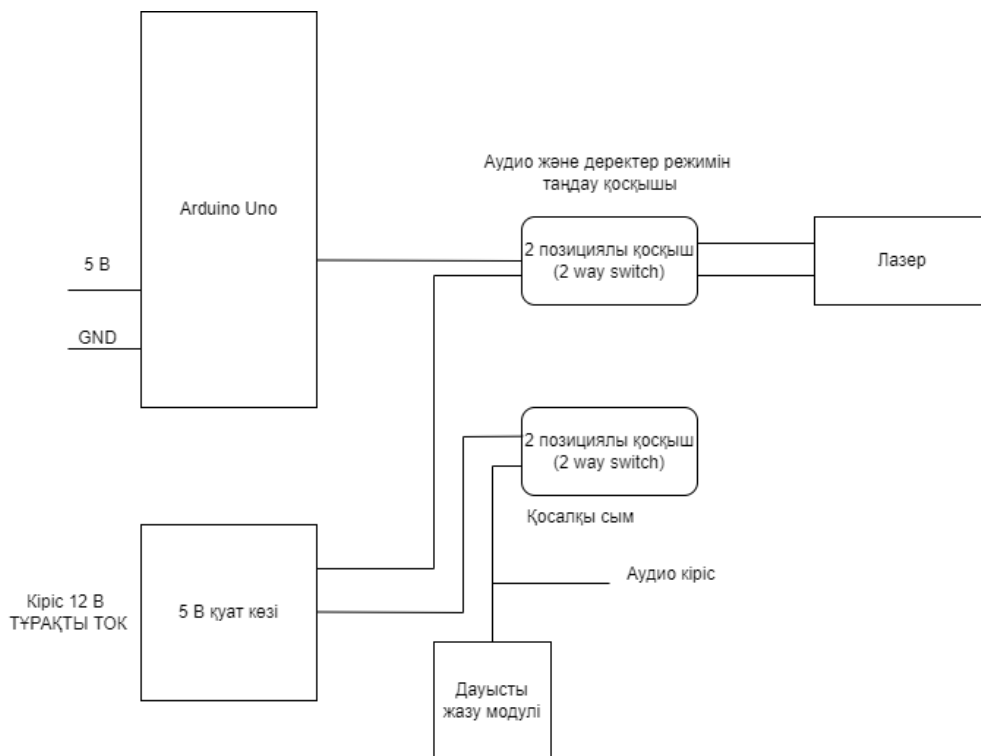 Arduino Uno
5 В
GND
Аудио және деректер режимін
таңдау қосқышы
2 позициялы қосқыш
(2 way switch)
Лазер
2 позициялы қосқыш
(2 way switch)
Қосалқы сым
Аудио кіріс
Кіріс 12 В
ТҰРАҚТЫ ТОК
5 В қуат көзі
Дауысты
жазу модулі